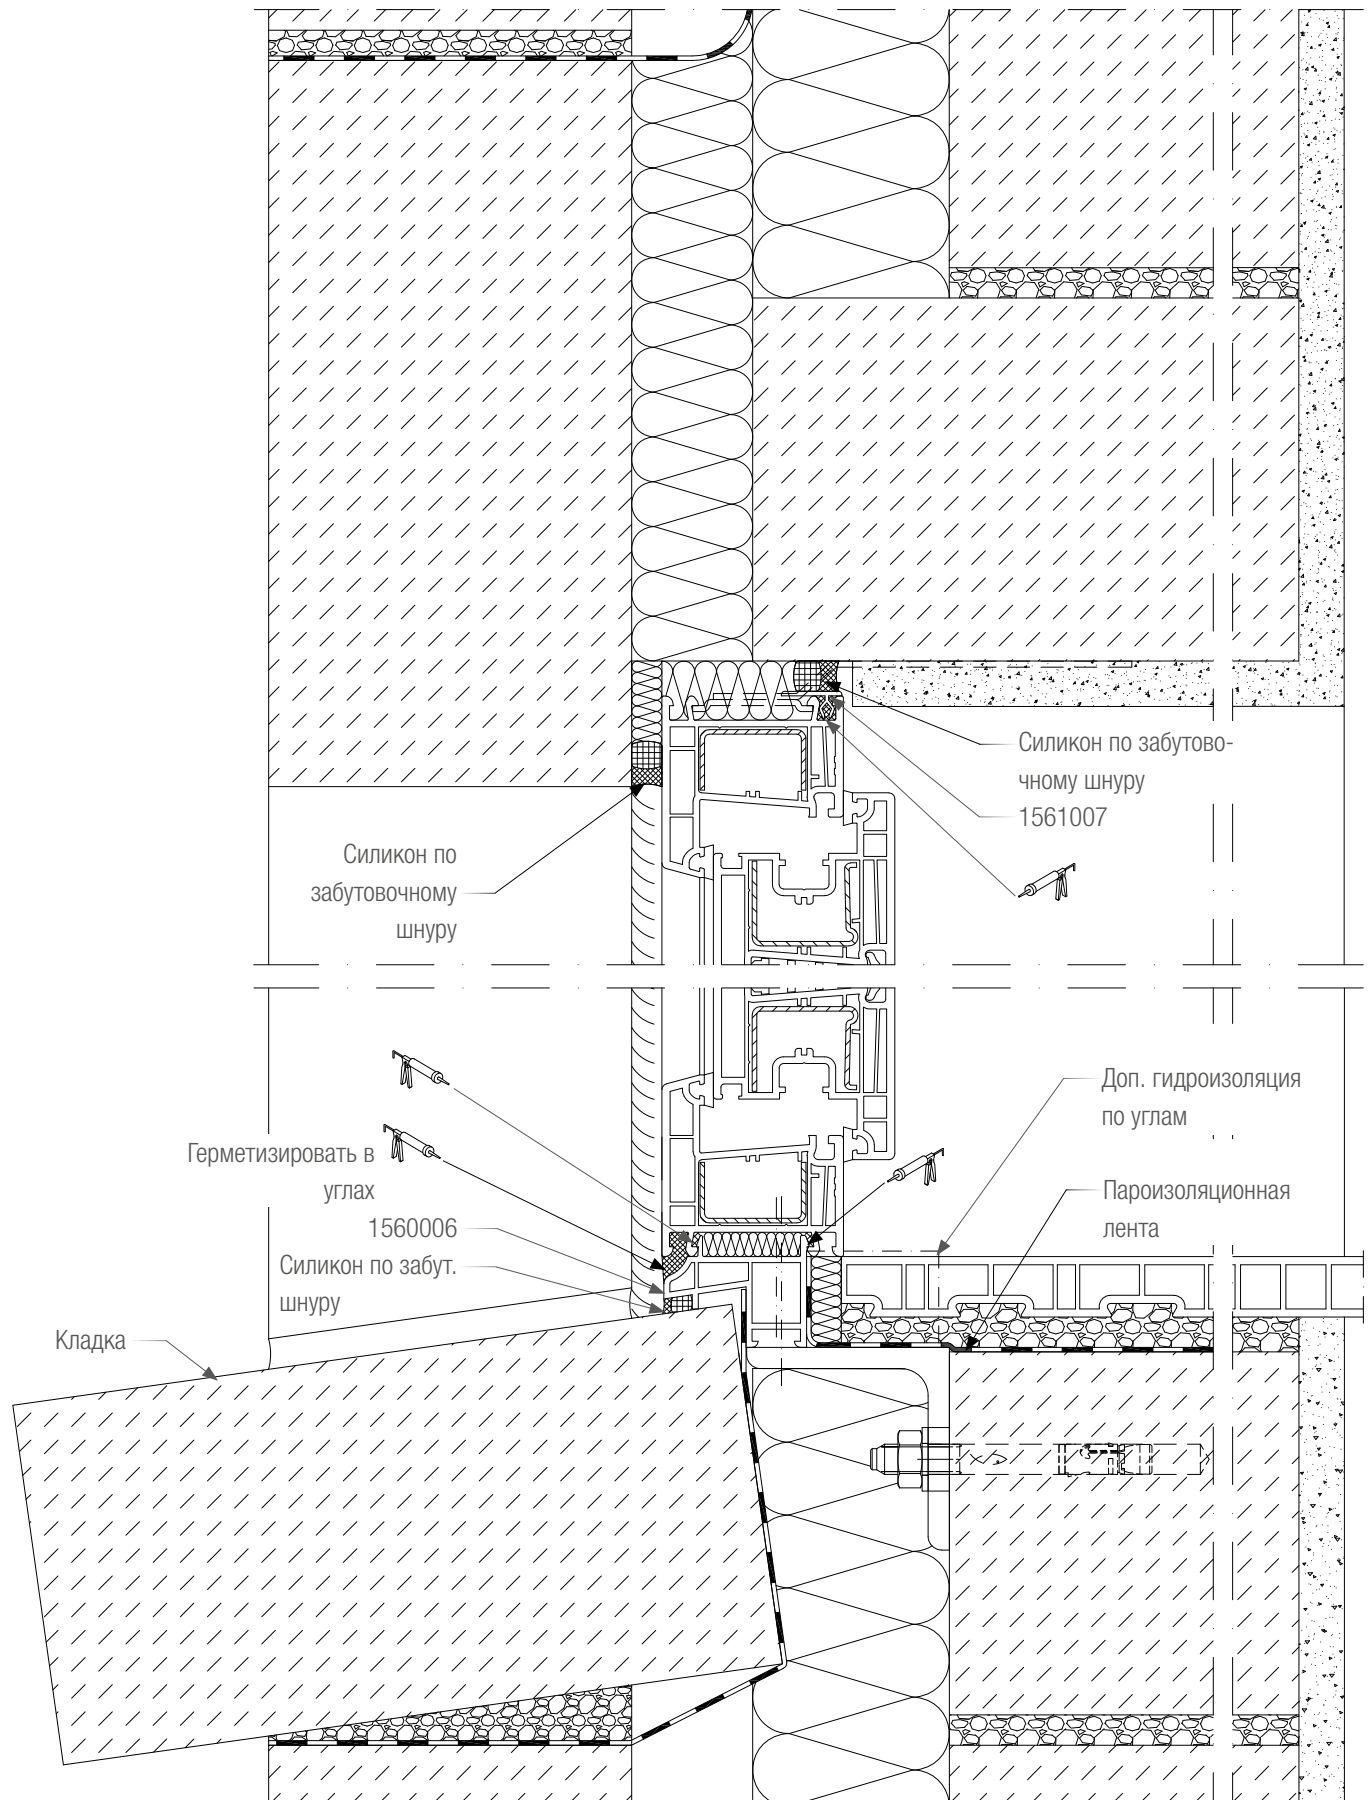 Силикон по забутово-
чному шнуру
1561007
Силикон по
забутовочному
шнуру
Доп. гидроизоляция
по углам
Герметизировать в
углах
1560006
Силикон по забут.
шнуру
Пароизоляционная
лента
Кладка